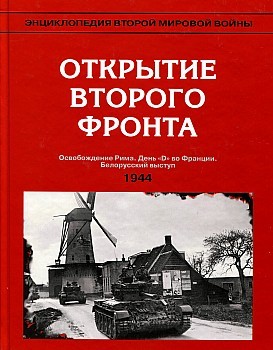 ЭНЦИКЛОПЕДИЯ ВТОРОЙ МИРОВОЙ ВОЙНЫ
ОТКРЫТИЕ
ВТОРОГО
ФРОНТА
Освобождение Рима. День «D» во Франции.
Белорусский выступ
1944